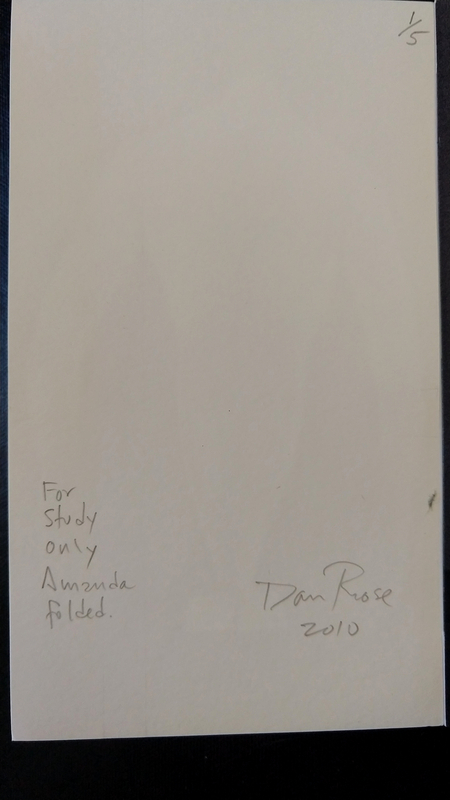 1/5
For
Study
only
Amanda
folded.
Dan Rose
2010